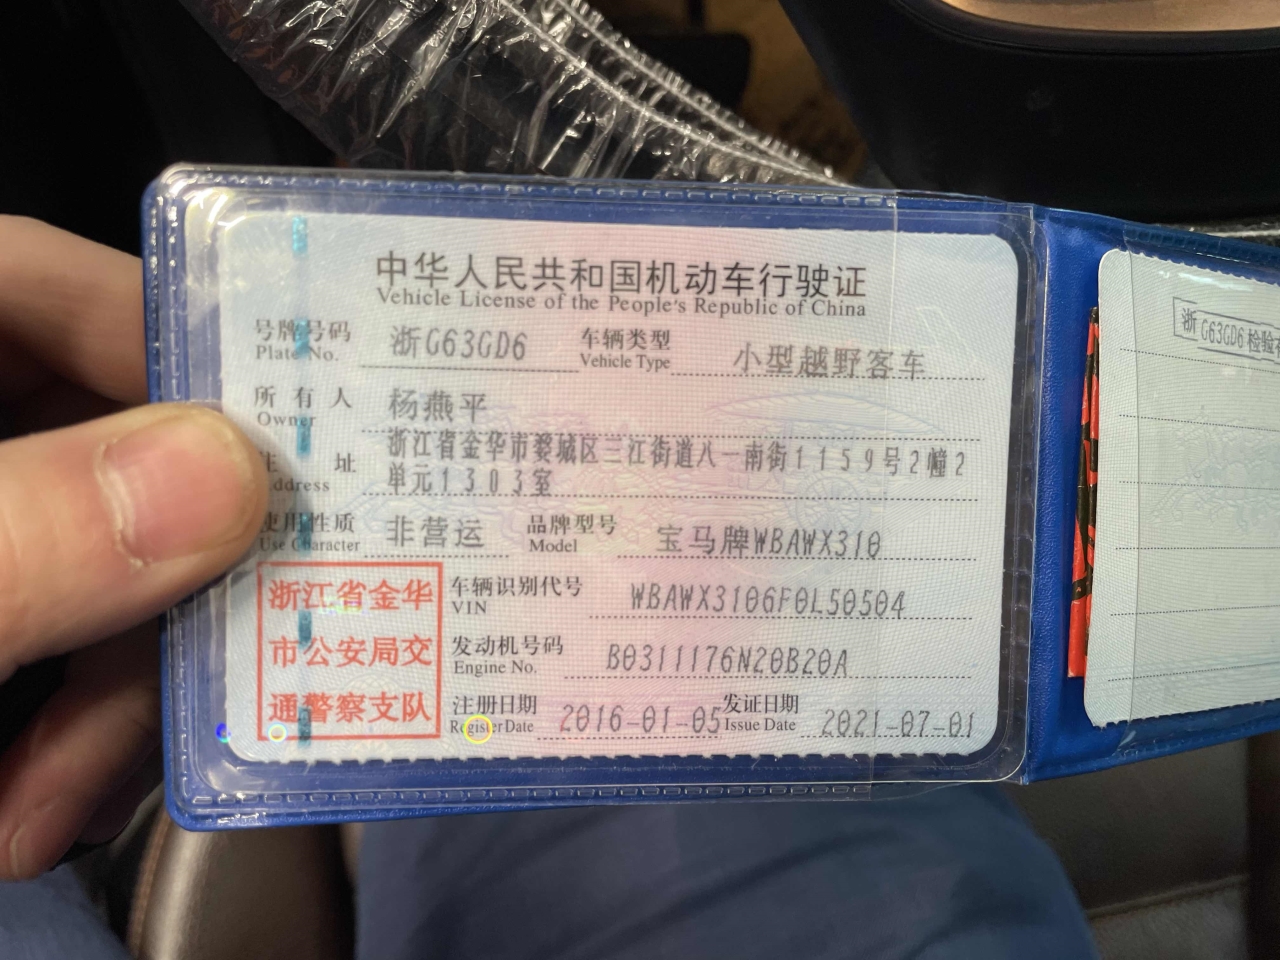 中华人民共和国机动车行驶证
Vehicle License of the People's Republic of China
号牌号码 浙G63GD6 车辆类型 小型越野客车
Plate No. Vehicle Type
所有人 杨燕平
Owner
住址 浙江省金华市婺城区三江街道八一南街1159号2幢2
Address 单元1303室
使用性质 非营运 品牌型号 宝马牌WBAWX310
Use Character Model
浙江省金华
市公安局交
通警察支队
车辆识别代号 WBAWX3106F0L50504
VIN
发动机号码 B0311176N20B20A
Engine No.
注册日期 2016-01-05 发证日期 2021-07-01
Register Date Issue Date
浙G63GD6 检验有